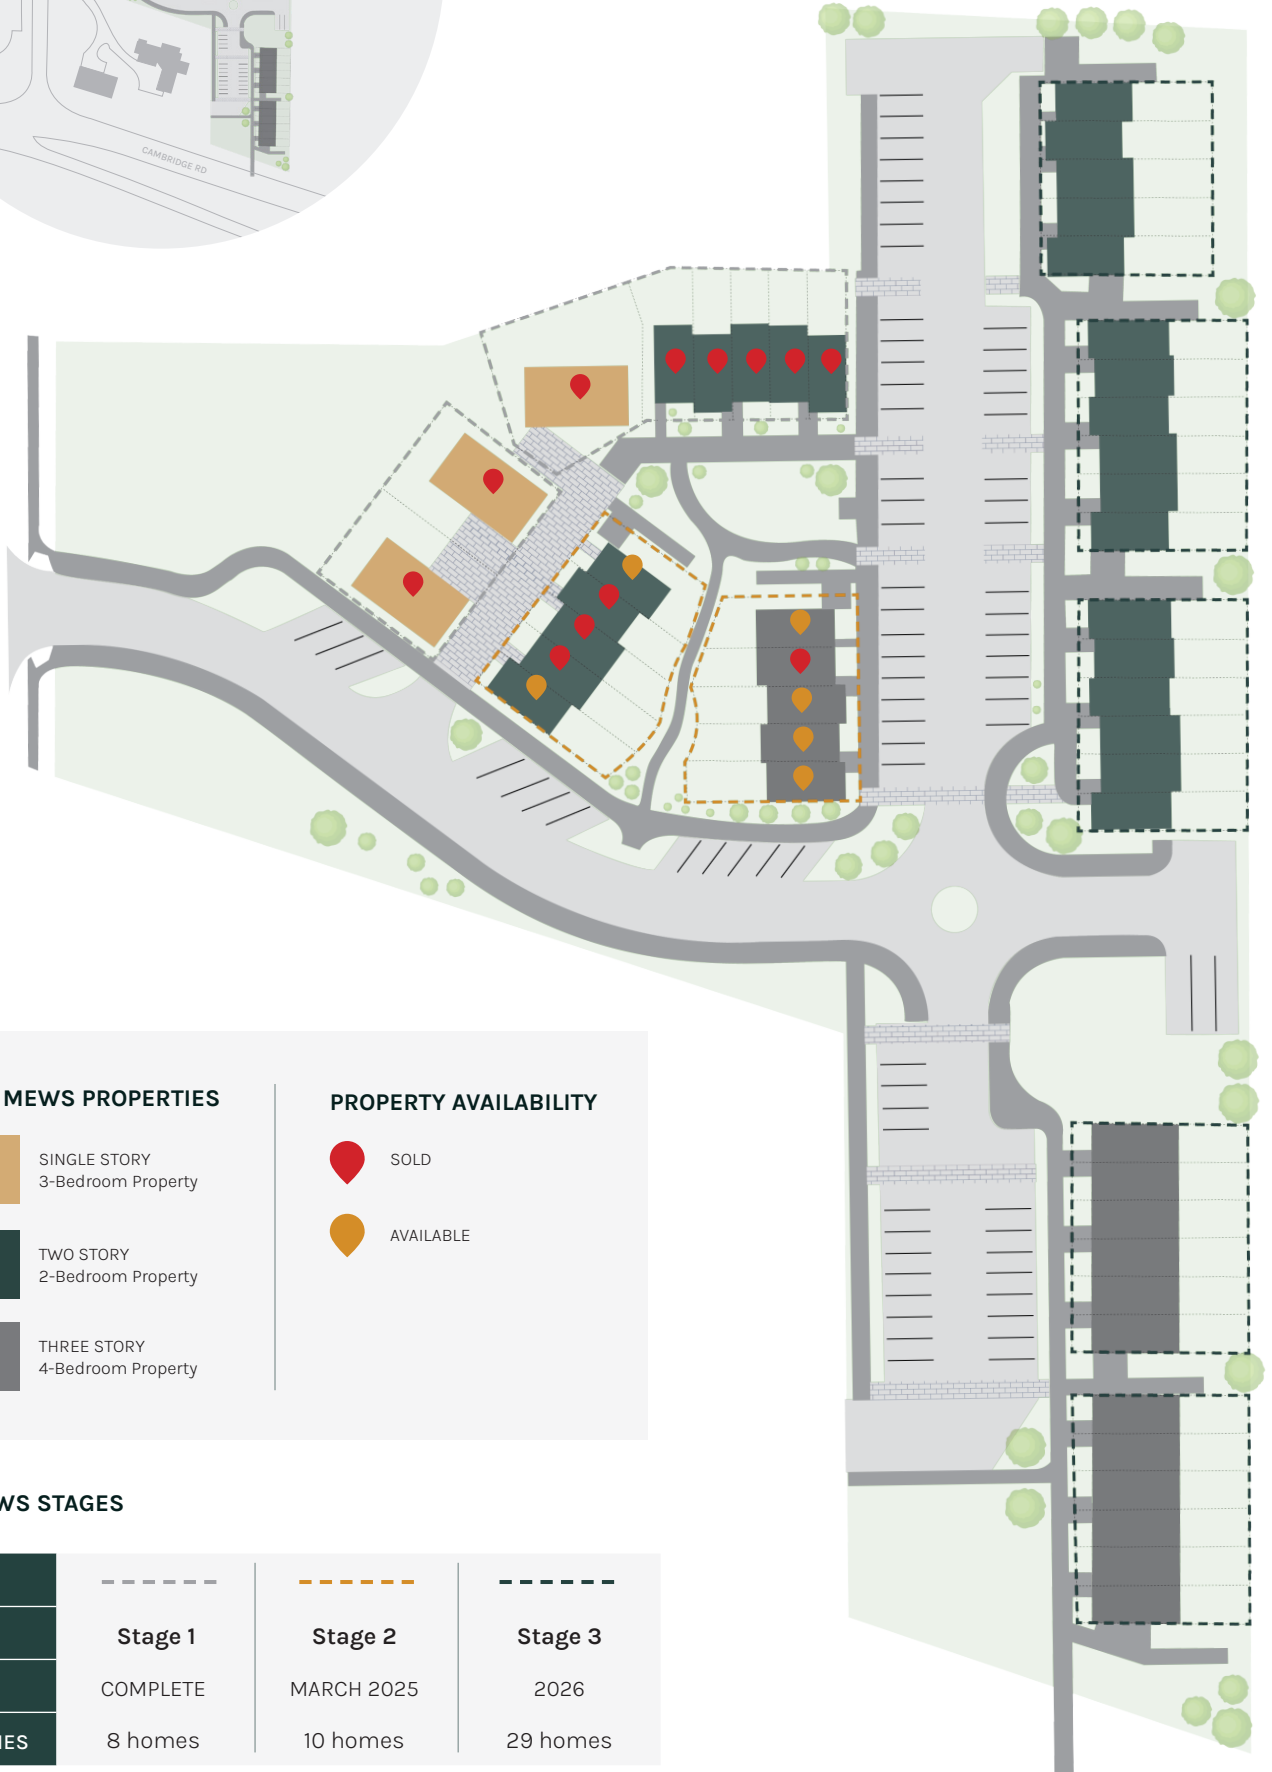 CAMBRIDGE RD
MEWS PROPERTIES
SINGLE STORY
3-Bedroom Property
TWO STORY
2-Bedroom Property
THREE STORY
4-Bedroom Property
PROPERTY AVAILABILITY
SOLD
AVAILABLE
WS STAGES
Stage 1
Stage 2
Stage 3
COMPLETE
MARCH 2025
2026
IES
8 homes
10 homes
29 homes